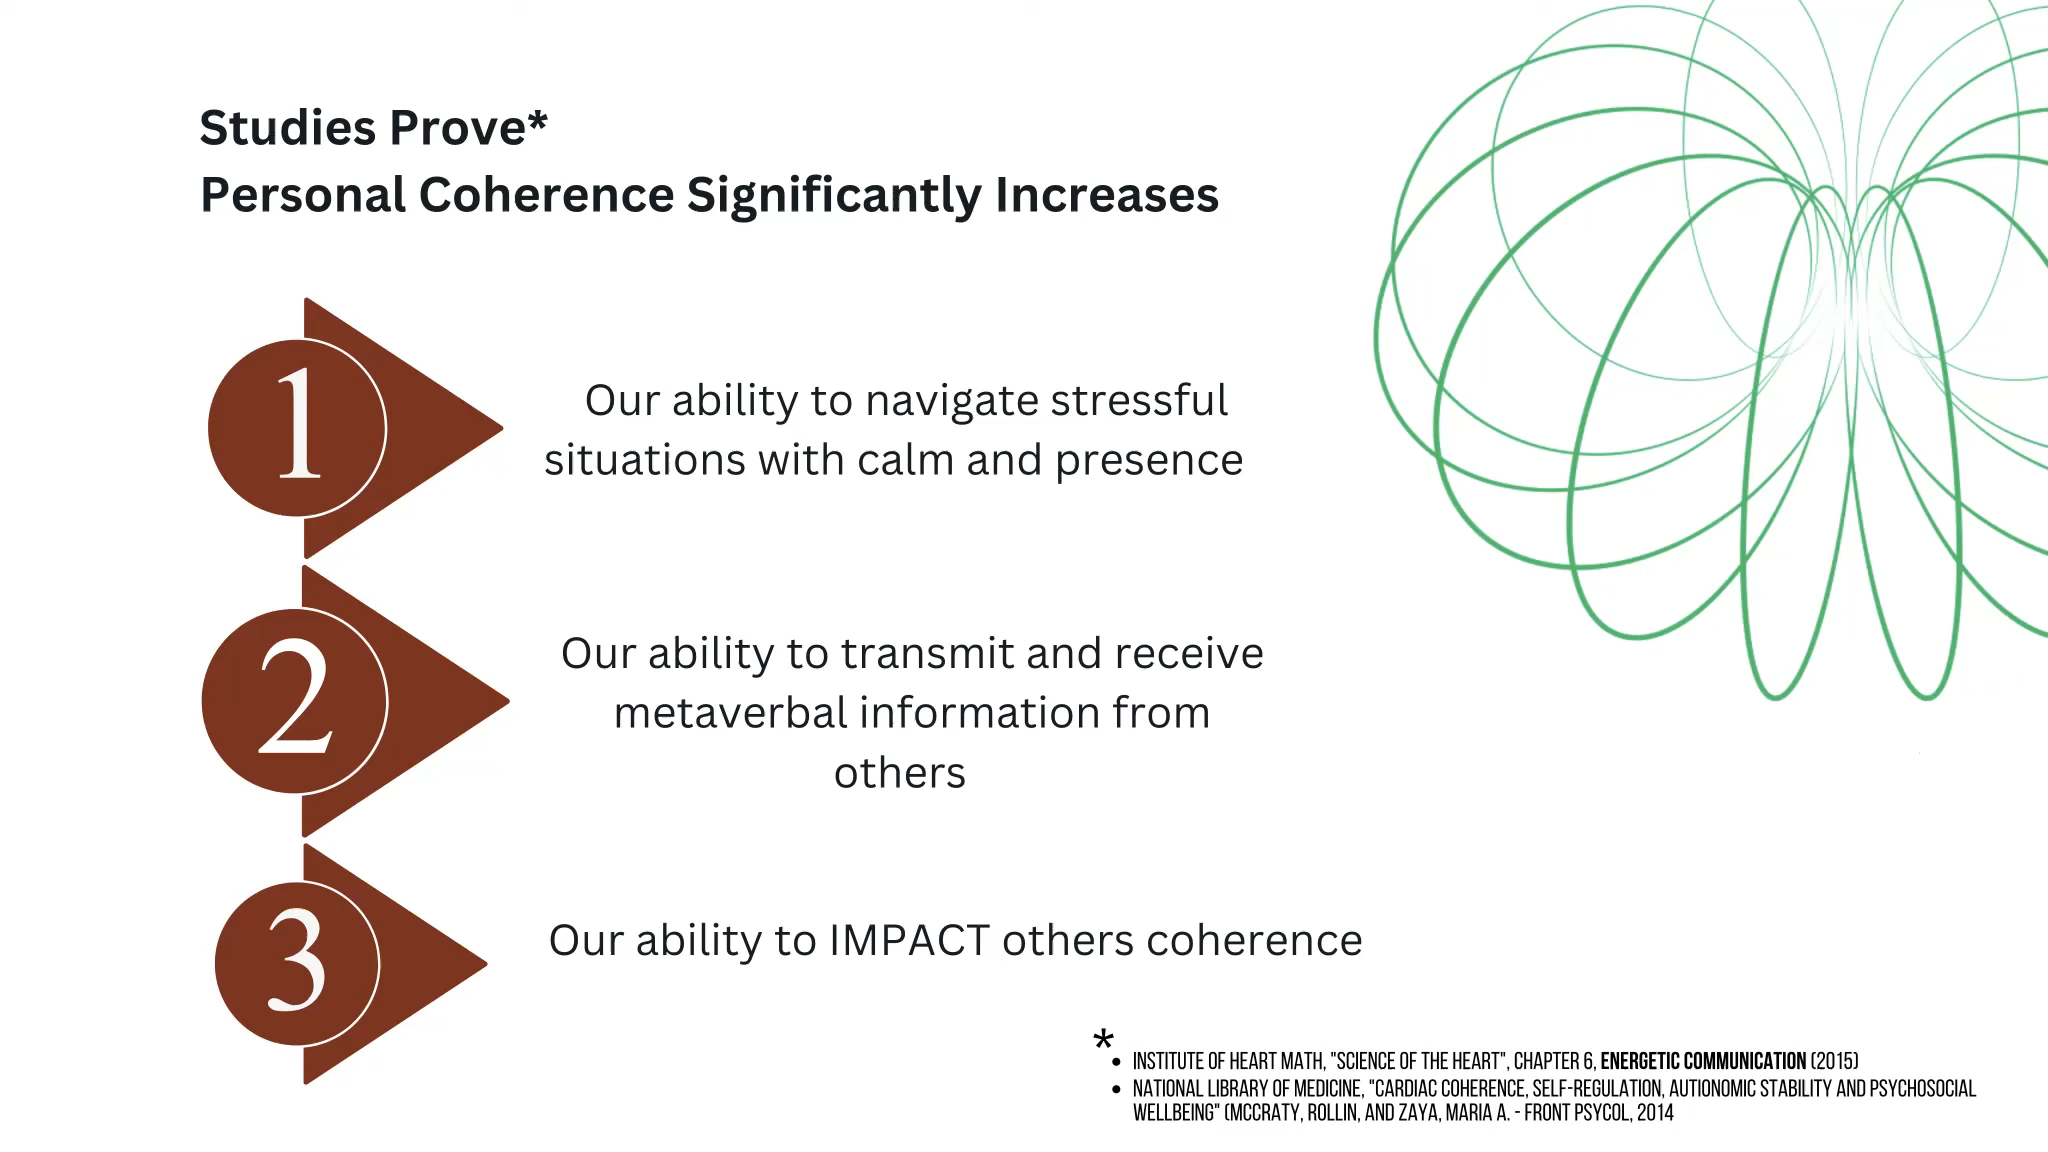 Studies Prove*
Personal Coherence Significantly Increases
1
Our ability to navigate stressful
situations with calm and presence
2
Our ability to transmit and receive
metaverbal information from
others
3
Our ability to IMPACT others coherence
*
• INSTITUTE OF HEART MATH, "SCIENCE OF THE HEART", CHAPTER 6, ENERGETIC COMMUNICATION (2015)
• NATIONAL LIBRARY OF MEDICINE, "CARDIAC COHERENCE, SELF-REGULATION, AUTIONOMIC STABILITY AND PSYCHOSOCIAL
WELLBEING" (MCCRATY, ROLLIN, AND ZAYA, MARIA A. - FRONT PSYCOL, 2014